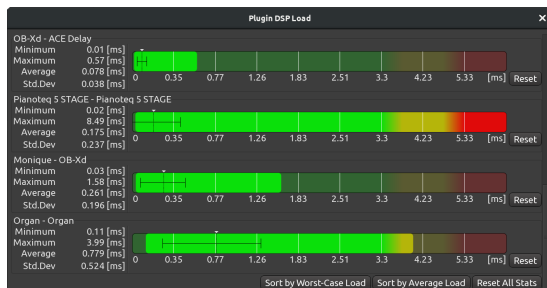 Plugin DSP Load
OB-Xd - ACE Delay
Minimum 0.01 [ms]
Maximum 0.57 [ms]
Average 0.078 [ms]
Std.Dev 0.038 [ms]
0 0.35 0.77 1.26 1.83 2.51 3.3 4.23 5.33 [ms] Reset
Pianoteq 5 STAGE - Pianoteq 5 STAGE
Minimum 0.02 [ms]
Maximum 8.49 [ms]
Average 0.175 [ms]
Std.Dev 0.237 [ms]
0 0.35 0.77 1.26 1.83 2.51 3.3 4.23 5.33 [ms] Reset
Monique - OB-Xd
Minimum 0.03 [ms]
Maximum 1.58 [ms]
Average 0.261 [ms]
Std.Dev 0.196 [ms]
0 0.35 0.77 1.26 1.83 2.51 3.3 4.23 5.33 [ms] Reset
Organ - Organ
Minimum 0.11 [ms]
Maximum 3.99 [ms]
Average 0.779 [ms]
Std.Dev 0.524 [ms]
0 0.35 0.77 1.26 1.83 2.51 3.3 4.23 5.33 [ms] Reset
Sort by Worst-Case Load Sort by Average Load Reset All Stats